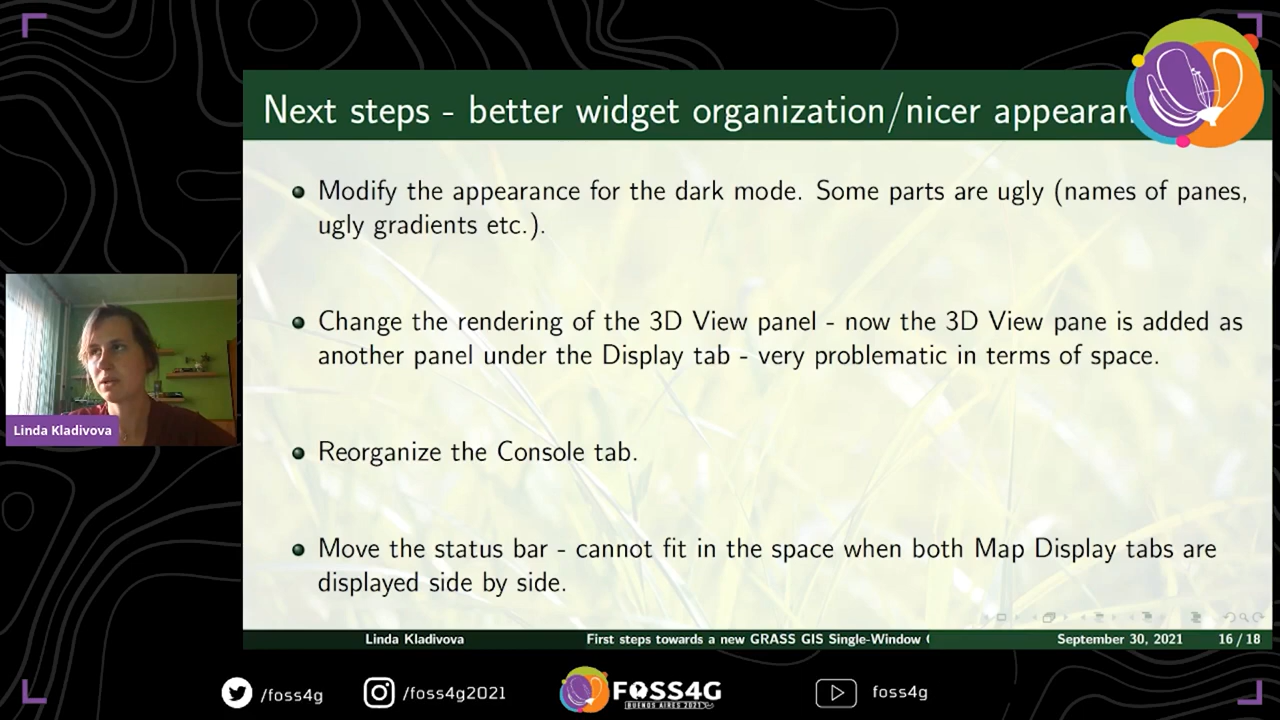 Next steps - better widget organization/nicer appearan
Modify the appearance for the dark mode. Some parts are ugly (names of panes,
ugly gradients etc.).
Change the rendering of the 3D View panel - now the 3D View pane is added as
another panel under the Display tab - very problematic in terms of space.
Reorganize the Console tab.
Move the status bar - cannot fit in the space when both Map Display tabs are
displayed side by side.
Linda Kladivova
Linda Kladivova First steps towards a new GRASS GIS Single-Window September 30, 2021 16 / 18
/foss4g /foss4g2021 FOSS4G foss4g
BUENOS AIRES 2021